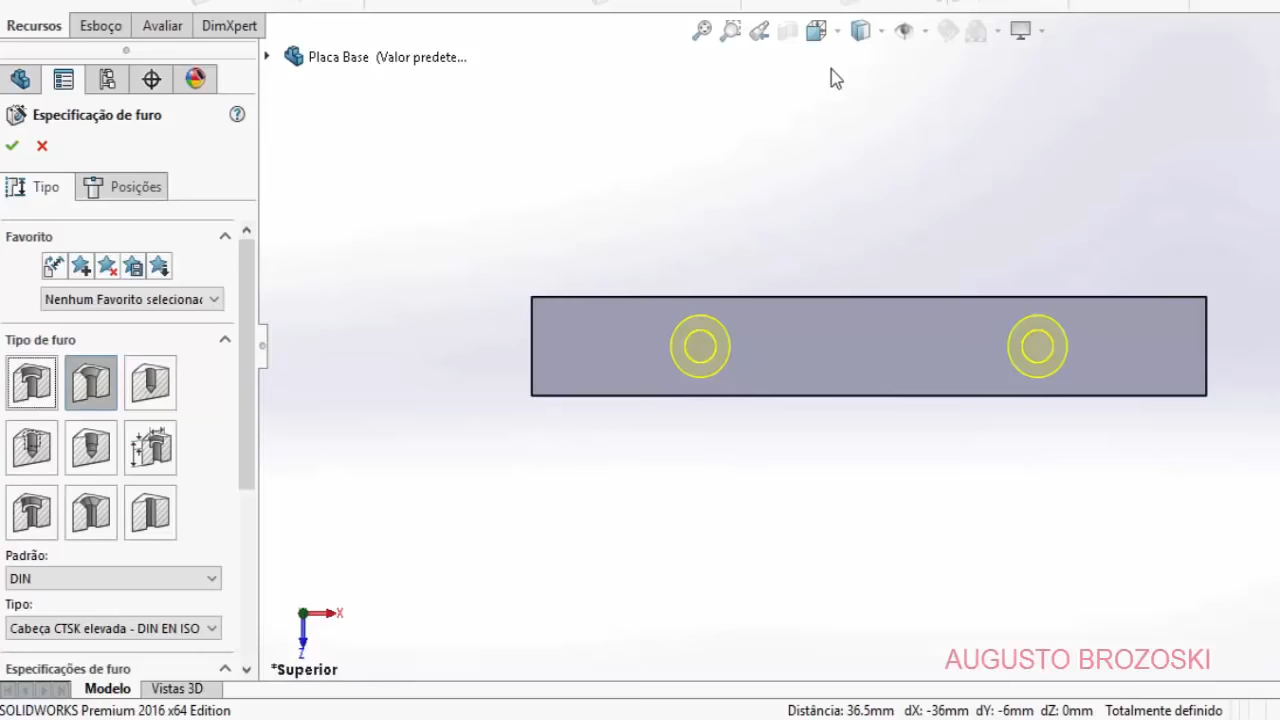 Recursos Esboço Avaliar DimXpert
Placa Base (Valor predete...
Especificação de furo
Tipo Posições
Favorito
Nenhum Favorito selecionac
Tipo de furo
Padrão:
DIN
Tipo:
Cabeça CTSK elevada - DIN EN ISO
Especificações de furo
X
Z
*Superior
AUGUSTO BROZOSKI
Modelo Vistas 3D
SOLIDWORKS Premium 2016 x64 Edition
Distância: 36.5mm dX: -36mm dY: -6mm dZ: 0mm Totalmente definido